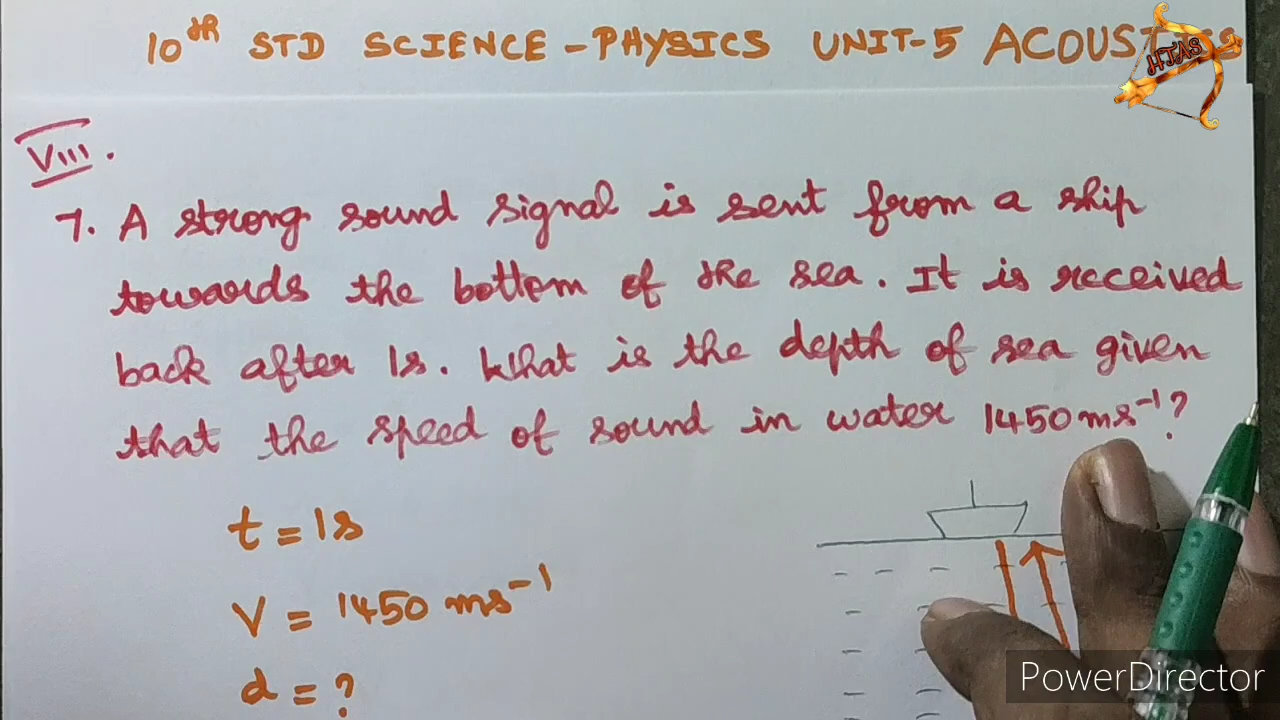 10th STD SCIENCE - PHYSICS UNIT-5 ACOUSTICS
HTAS
VIII.
7. A strong sound signal is sent from a ship
towards the bottom of the sea. It is received
back after 1s. What is the depth of sea given
that the speed of sound in water 1450 ms⁻¹?
t = 1s
V = 1450 ms⁻¹
d = ?
PowerDirector